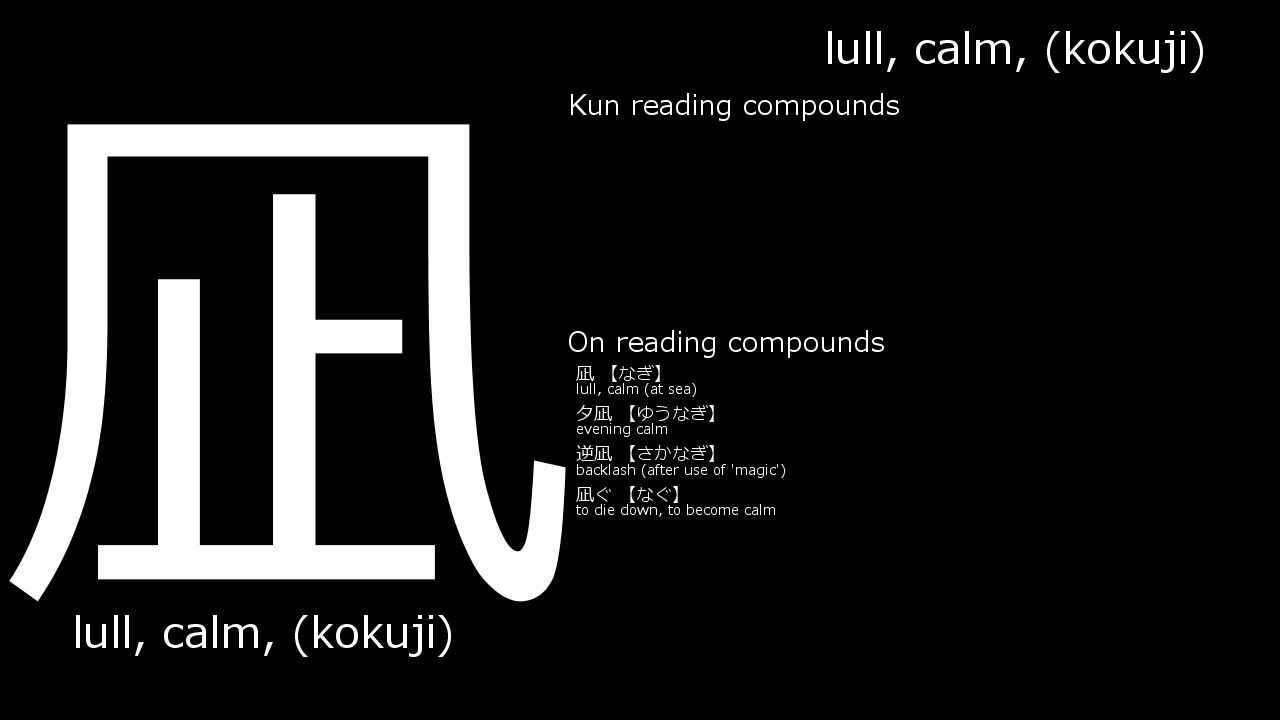 lull, calm, (kokuji)
Kun reading compounds
凪
On reading compounds
凪 【なぎ】
lull, calm (at sea)
夕凪 【ゆうなぎ】
evening calm
逆凪 【さかなぎ】
backlash (after use of 'magic')
凪ぐ 【なぐ】
to die down, to become calm
lull, calm, (kokuji)